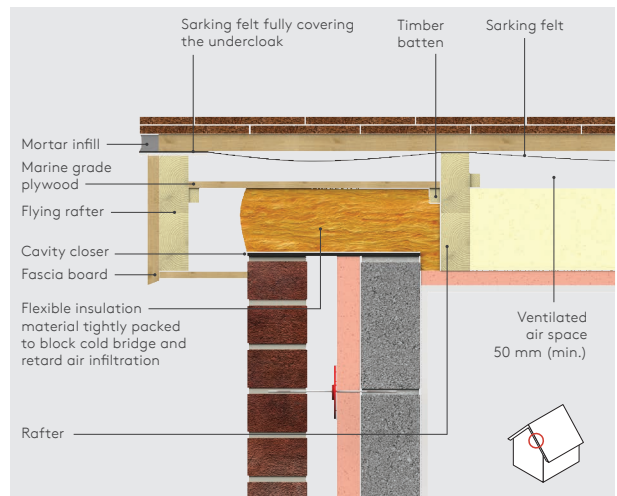 Sarking felt fully covering
the undercloak
Timber
batten
Sarking felt
Mortar infill
Marine grade
plywood
Flying rafter
Cavity closer
Fascia board
Flexible insulation
material tightly packed
to block cold bridge and
retard air infiltration
Ventilated
air space
50 mm (min.)
Rafter